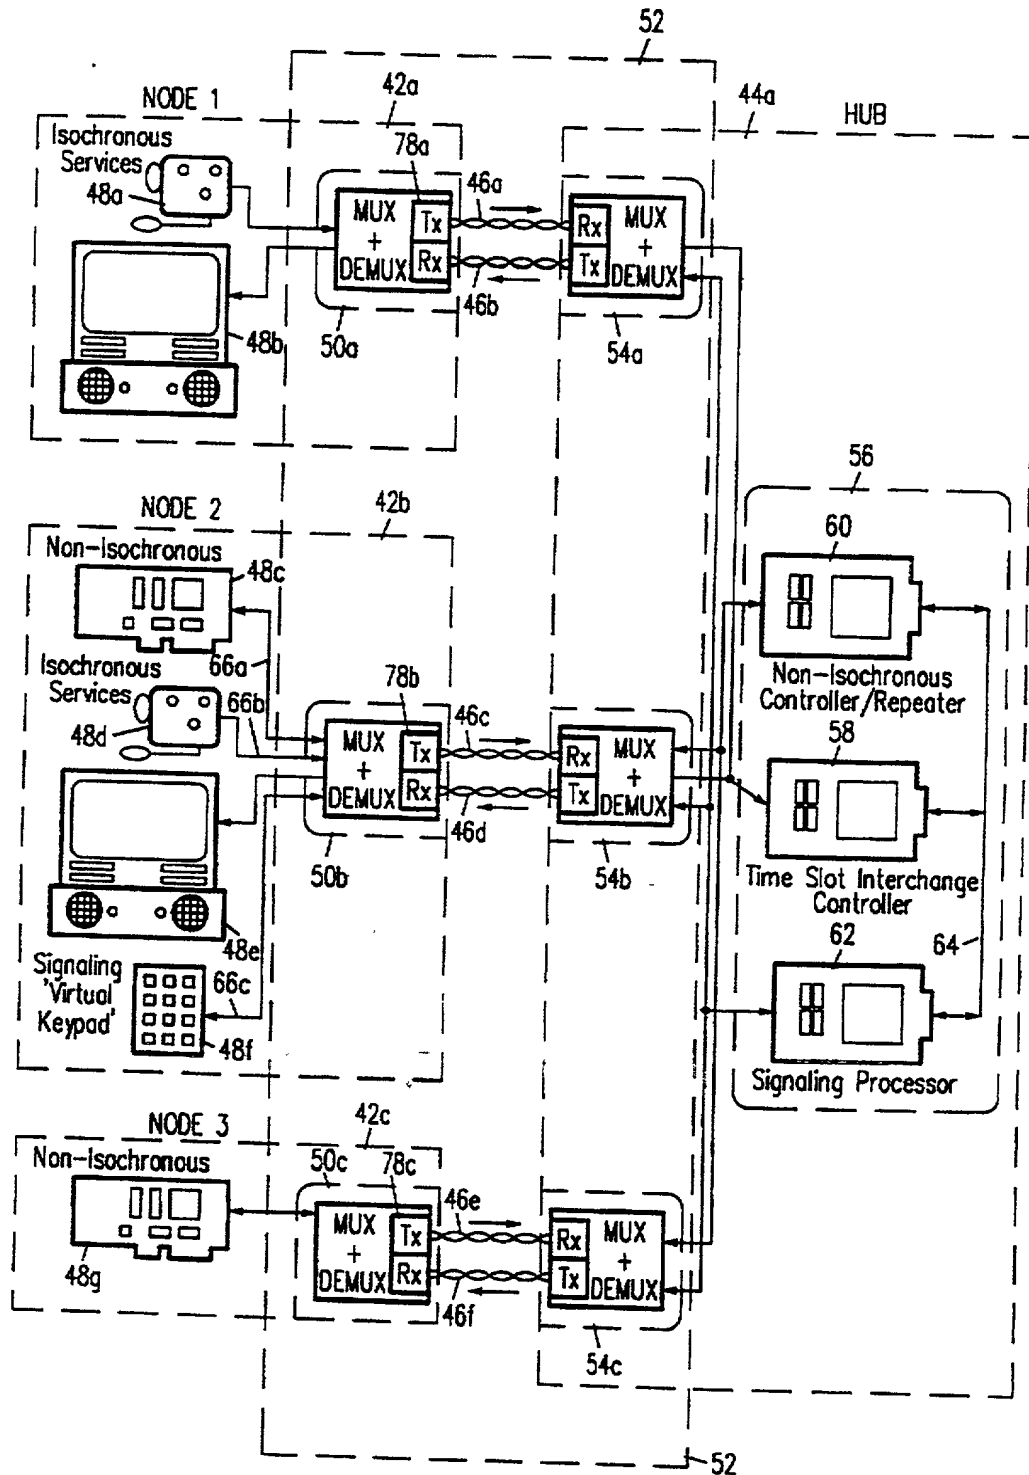 52
42a
44a
NODE 1
HUB
Isochronous
Services
78a
46a
48a
MUX
+
DEMUX
Tx
Rx
Rx
Tx
MUX
+
DEMUX
46b
48b
50a
54a
56
NODE 2
42b
60
Non-Isochronous
48c
66a
Non-Isochronous
Controller/Repeater
Isochronous
Services
78b
66b
46c
58
48d
MUX
+
DEMUX
Tx
Rx
Rx
Tx
MUX
+
DEMUX
46d
50b
54b
Time Slot Interchange
Controller
48e
62
64
Signaling
'Virtual
Keypad'
66c
48f
Signaling Processor
NODE 3
42c
Non-Isochronous
50c
78c
46e
MUX
+
DEMUX
Tx
Rx
Rx
Tx
MUX
+
DEMUX
48g
46f
54c
52